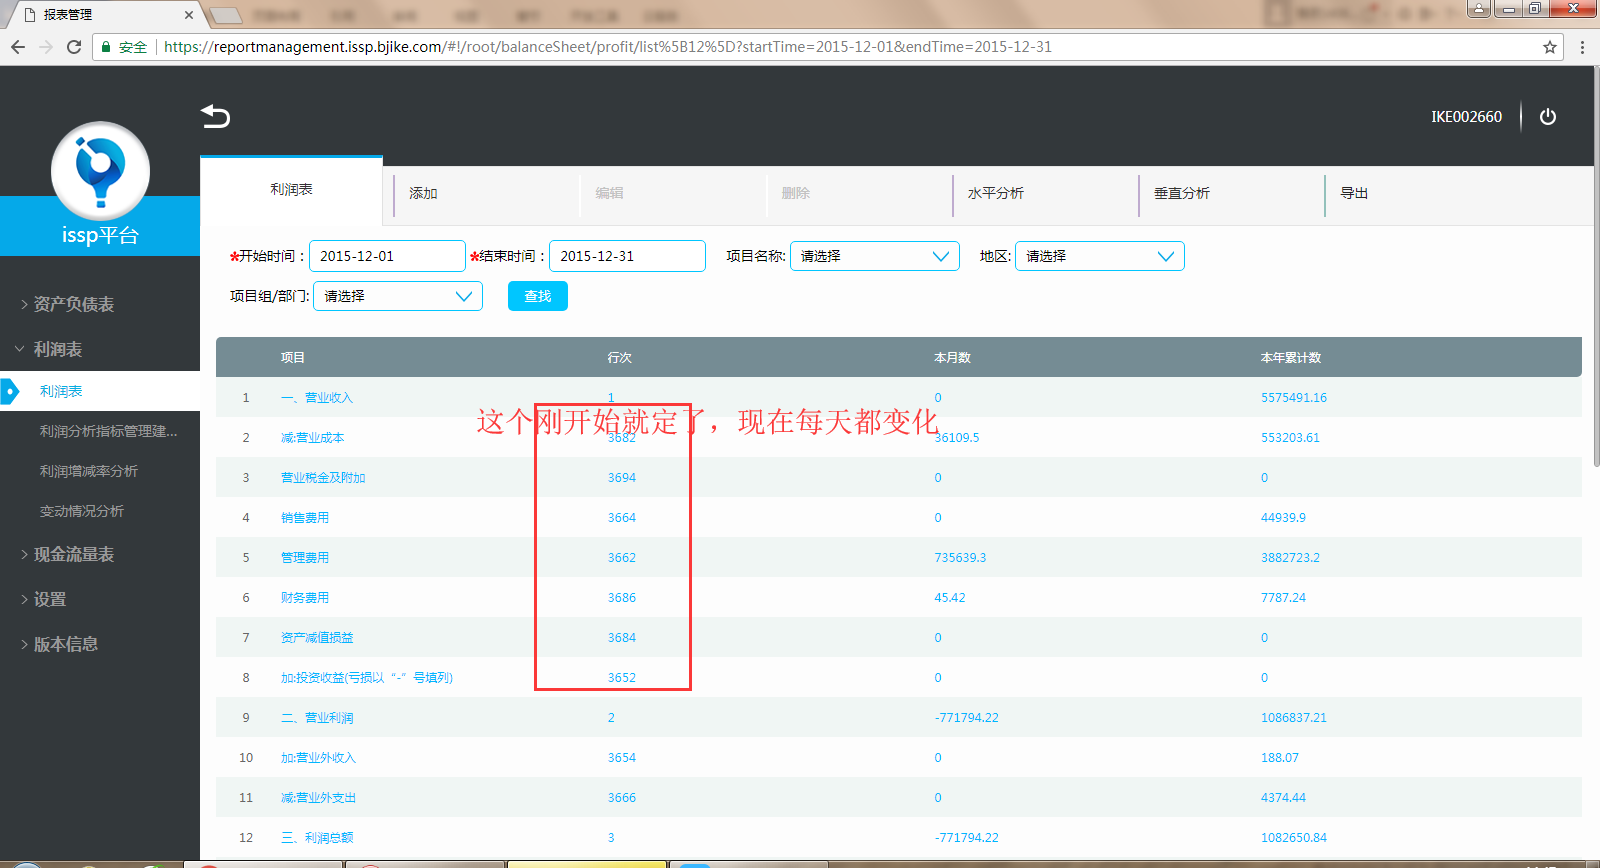 报表管理
安全 https://reportmanagement.issp.bjike.com/#!/root/balanceSheet/profit/list%5B12%5D?startTime=2015-12-01&endTime=2015-12-31
IKE002660
issp平台
利润表 添加 编辑 删除 水平分析 垂直分析 导出
*开始时间：2015-12-01 *结束时间：2015-12-31 项目名称: 请选择 地区: 请选择
项目组/部门: 请选择 查找
资产负债表
利润表
利润表
利润分析指标管理建...
利润增减率分析
变动情况分析
现金流量表
设置
版本信息
项目 行次 本月数 本年累计数
1 一、营业收入 1 0 5575491.16
这个刚开始就定了，现在每天都变化
2 减:营业成本 3682 36109.5 553203.61
3 营业税金及附加 3694 0 0
4 销售费用 3664 0 44939.9
5 管理费用 3662 735639.3 3882723.2
6 财务费用 3686 45.42 7787.24
7 资产减值损益 3684 0 0
8 加:投资收益(亏损以“-”号填列) 3652 0 0
9 二、营业利润 2 -771794.22 1086837.21
10 加:营业外收入 3654 0 188.07
11 减:营业外支出 3666 0 4374.44
12 三、利润总额 3 -771794.22 1082650.84